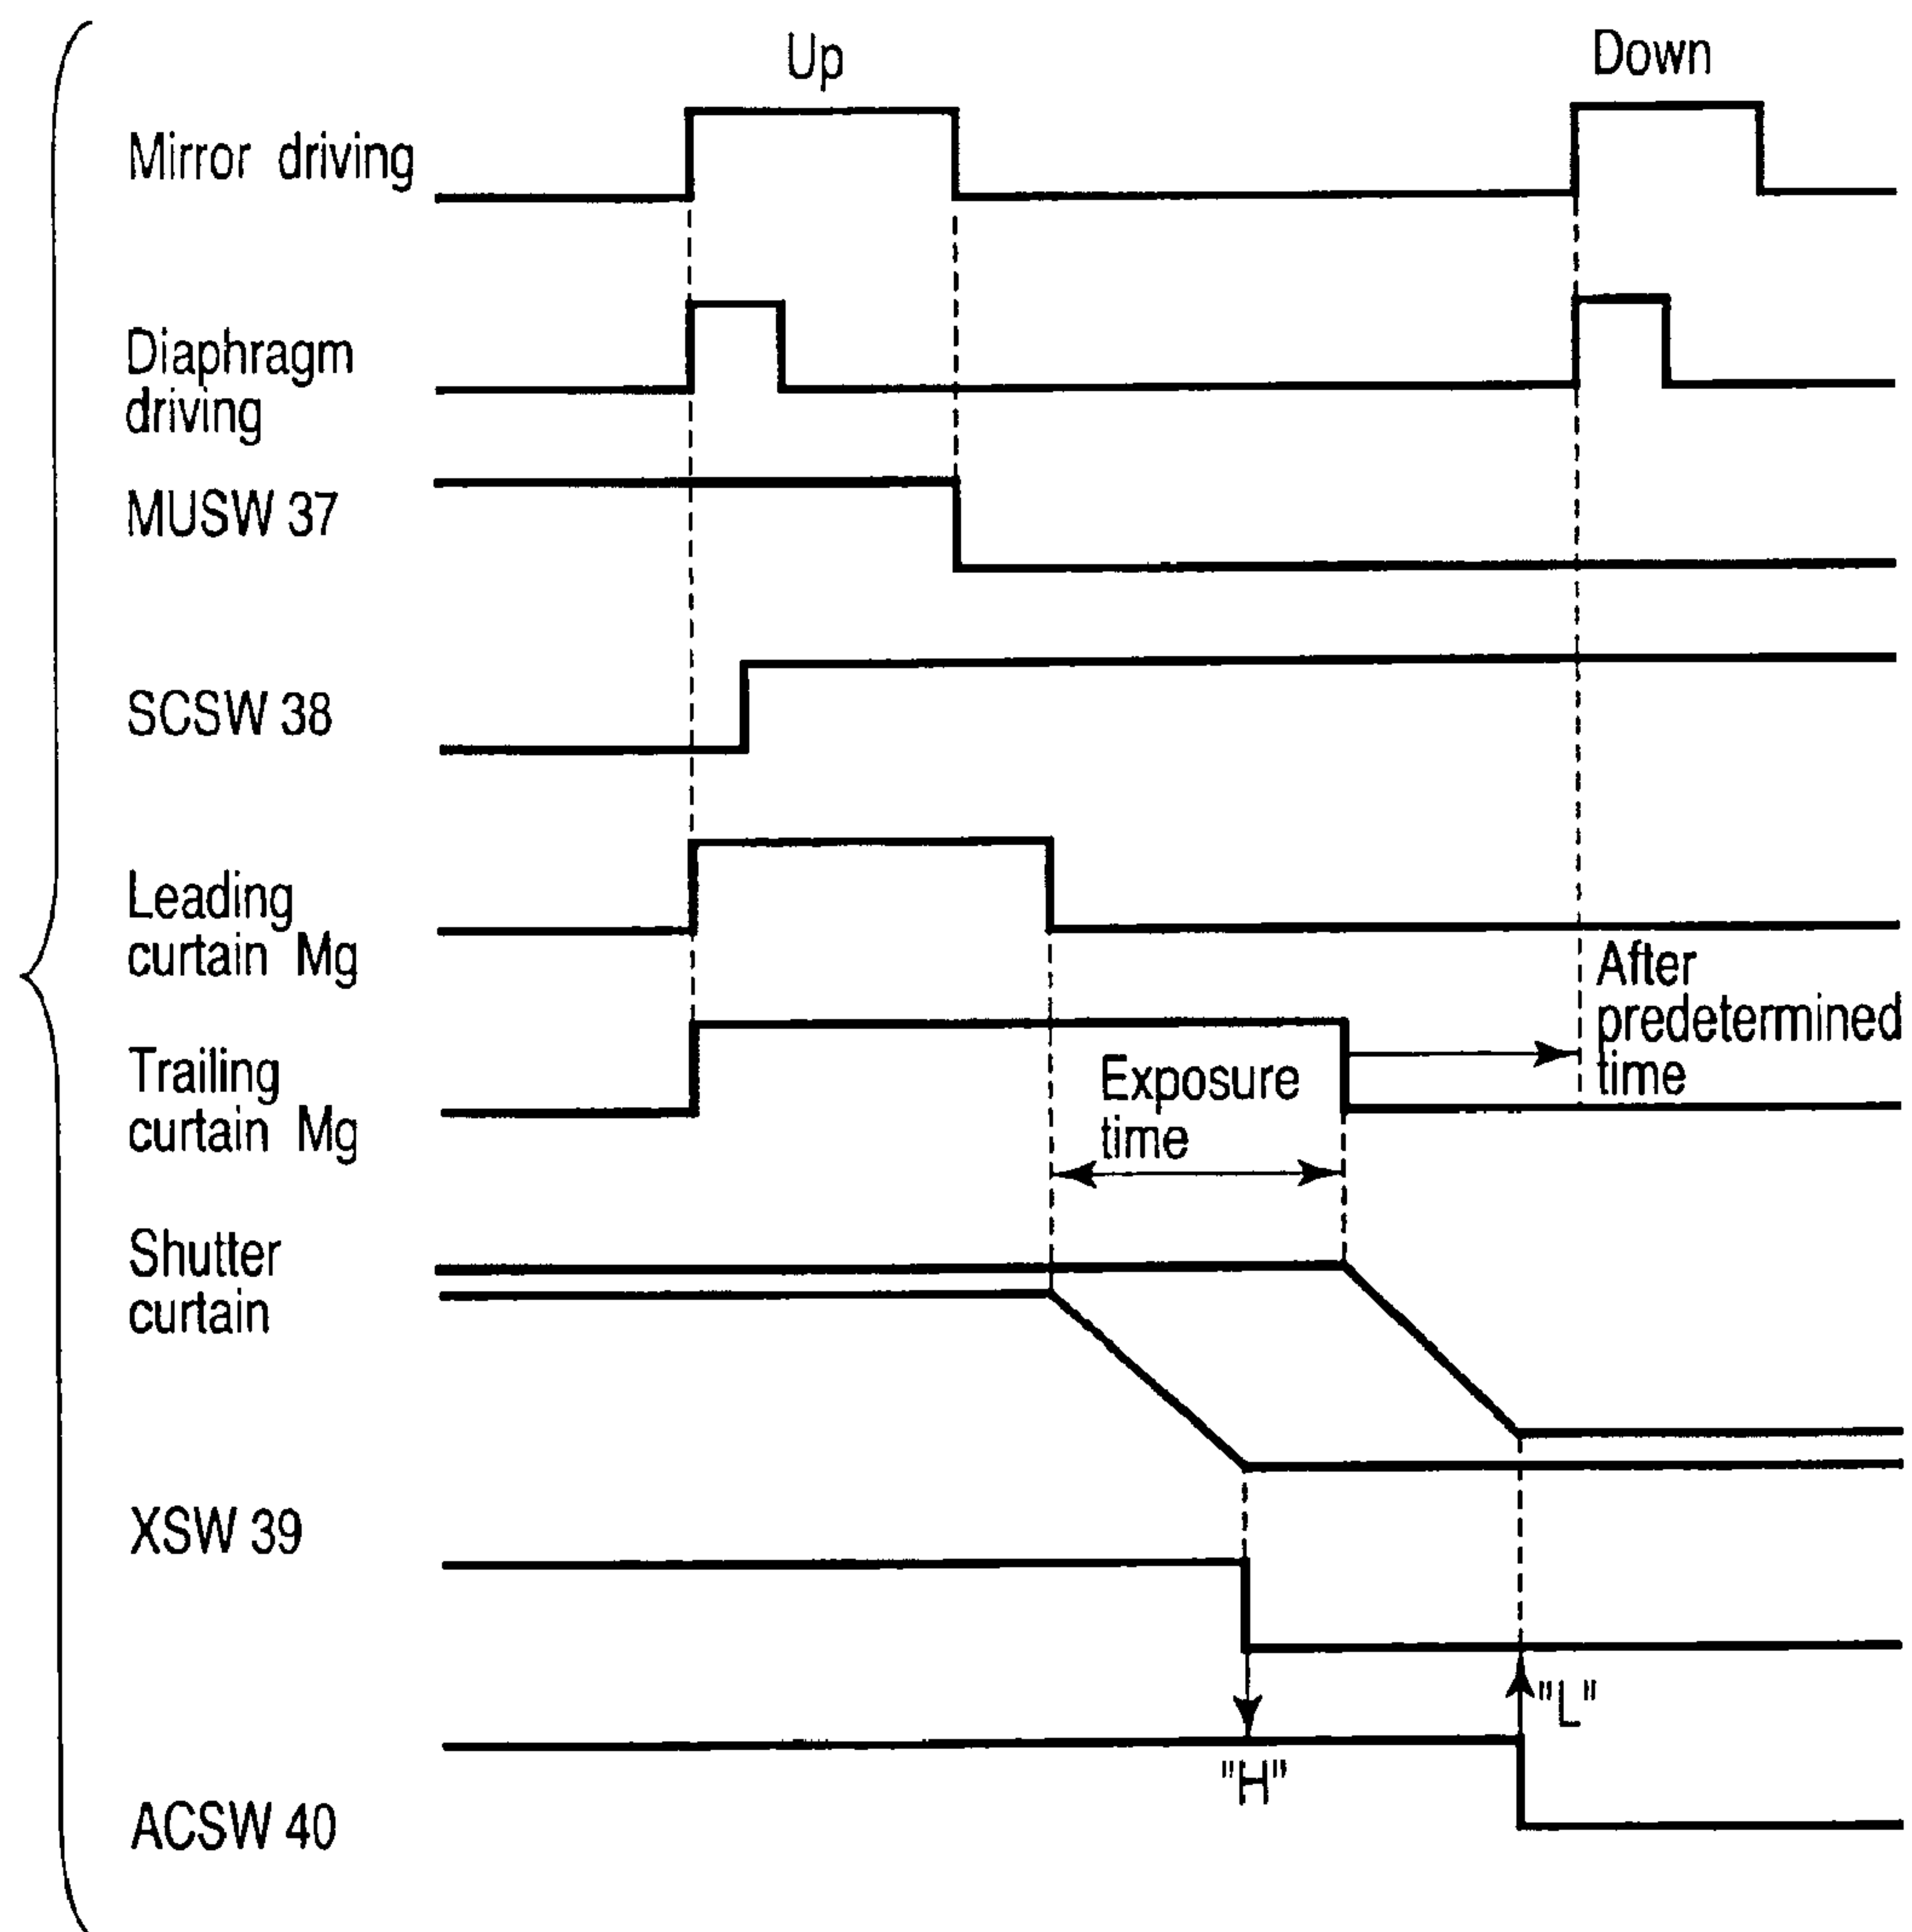 Up
Down
Mirror driving
Diaphragm
driving
MUSW 37
SCSW 38
Leading
curtain Mg
After
predetermined
time
Trailing
curtain Mg
Exposure
time
Shutter
curtain
XSW 39
"L"
"H"
ACSW 40